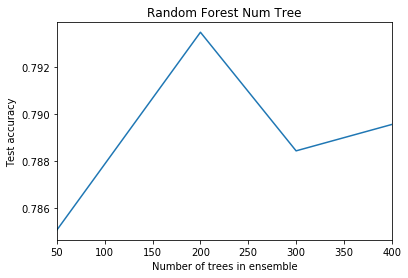 Random Forest Num Tree
Test accuracy
0.792
0.790
0.788
0.786
50 100 150 200 250 300 350 400
Number of trees in ensemble